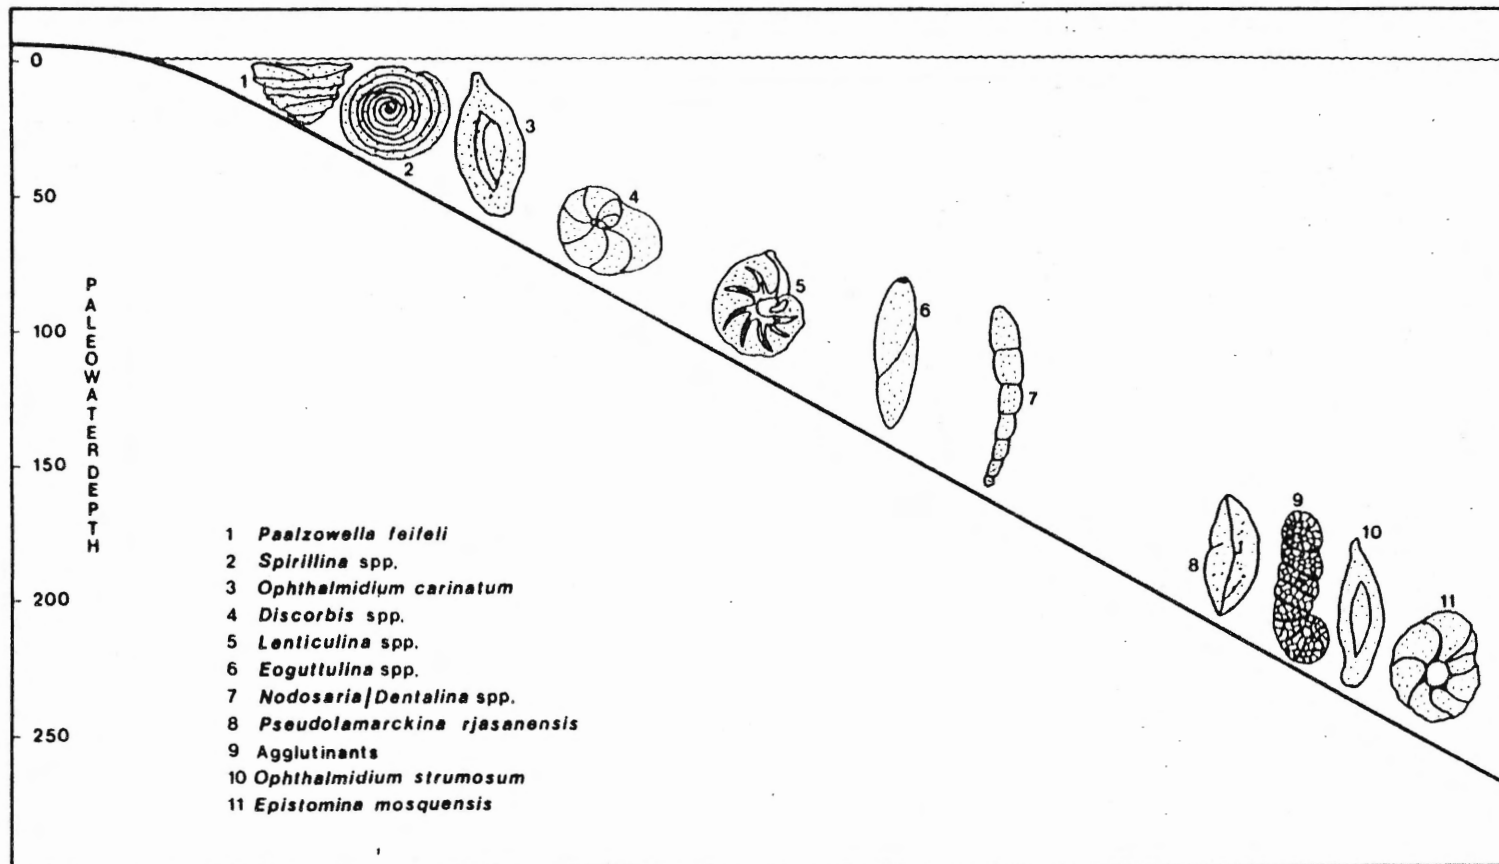 0
50
100
150
200
250
PALEOWATER DEPTH
1
2
3
4
5
6
7
8
9
10
11
1 Paalzowella feifeli
2 Spirillina spp.
3 Ophthalmidium carinatum
4 Discorbis spp.
5 Lenticulina spp.
6 Eoguttulina spp.
7 Nodosaria/Dentalina spp.
8 Pseudolamarckina rjasanensis
9 Agglutinants
10 Ophthalmidium strumosum
11 Epistomina mosquensis